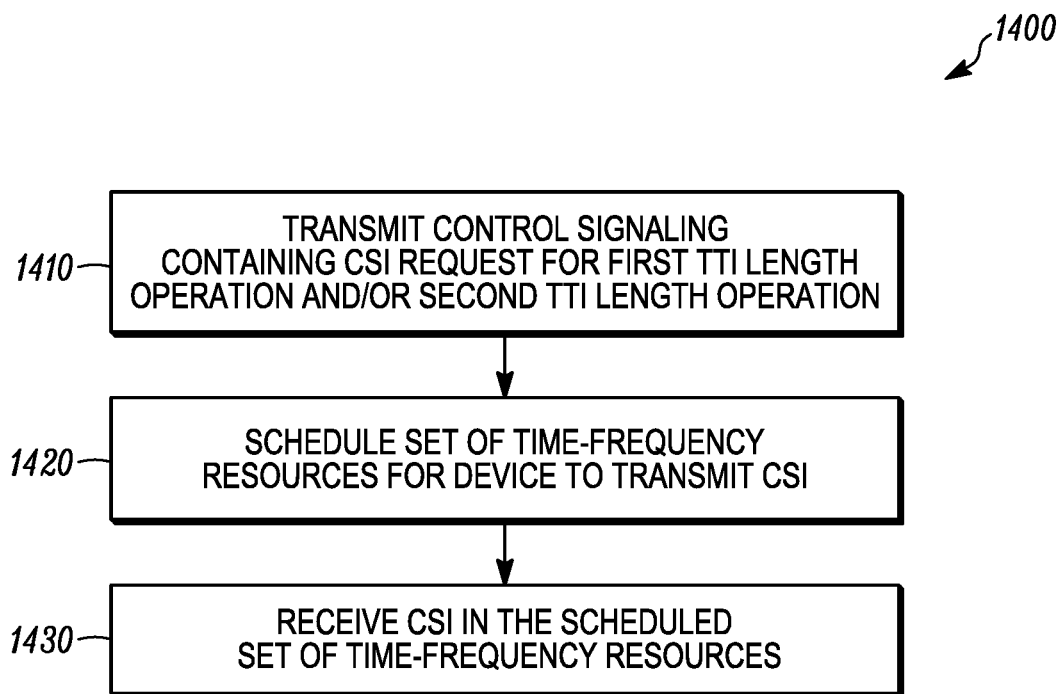 1400
TRANSMIT CONTROL SIGNALING
CONTAINING CSI REQUEST FOR FIRST TTI LENGTH
OPERATION AND/OR SECOND TTI LENGTH OPERATION
1410
SCHEDULE SET OF TIME-FREQUENCY
RESOURCES FOR DEVICE TO TRANSMIT CSI
1420
RECEIVE CSI IN THE SCHEDULED
SET OF TIME-FREQUENCY RESOURCES
1430